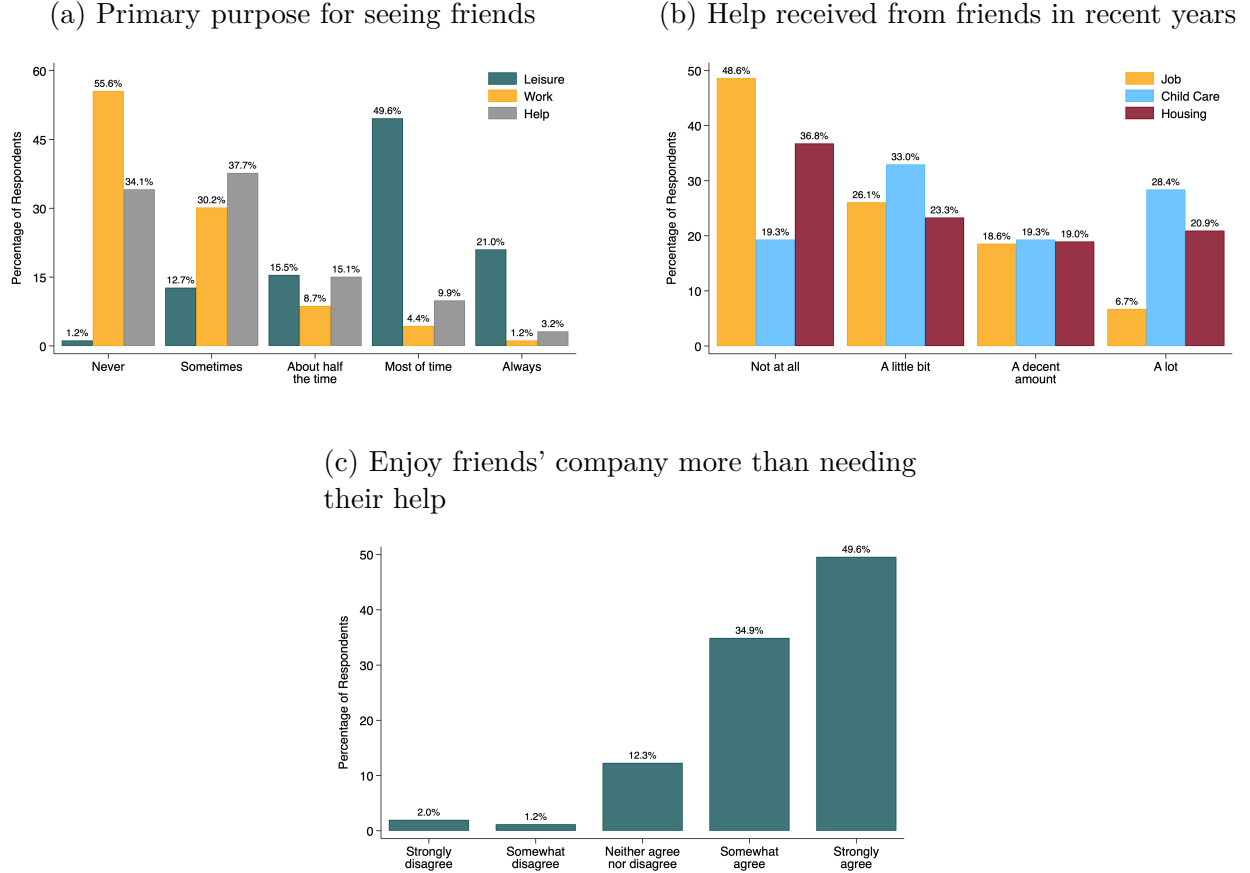 (a) Primary purpose for seeing friends
60
45
30
15
0
Percentage of Respondents
Leisure
Work
Help
1.2%
55.6%
34.1%
12.7%
30.2%
37.7%
15.5%
8.7%
15.1%
49.6%
4.4%
9.9%
21.0%
1.2%
3.2%
Never
Sometimes
About half
the time
Most of time
Always
(b) Help received from friends in recent years
50
40
30
20
10
0
Percentage of Respondents
Job
Child Care
Housing
48.6%
19.3%
36.8%
26.1%
33.0%
23.3%
18.6%
19.3%
19.0%
6.7%
28.4%
20.9%
Not at all
A little bit
A decent
amount
A lot
(c) Enjoy friends' company more than needing
their help
50
40
30
20
10
0
Percentage of Respondents
2.0%
1.2%
12.3%
34.9%
49.6%
Strongly
disagree
Somewhat
disagree
Neither agree
nor disagree
Somewhat
agree
Strongly
agree